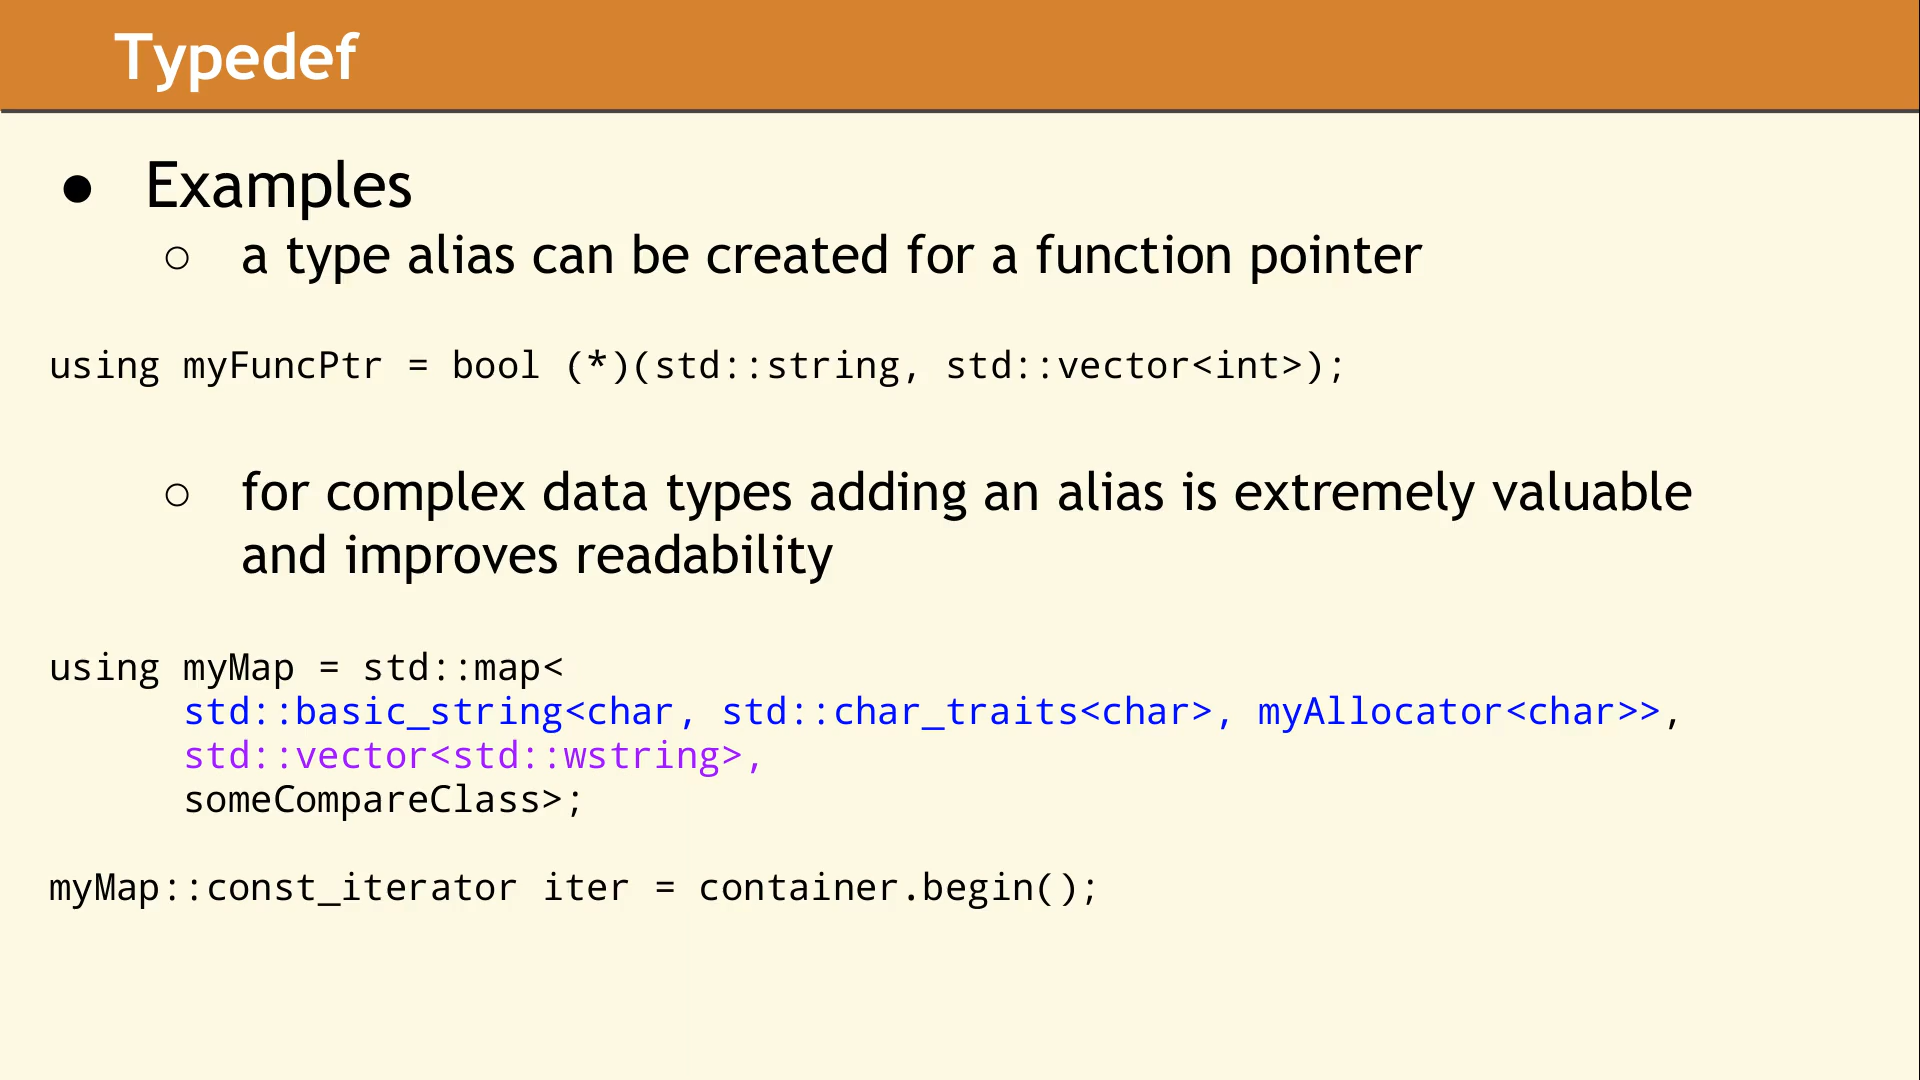 Typedef
● Examples
○ a type alias can be created for a function pointer
using myFuncPtr = bool (*)(std::string, std::vector<int>);
○ for complex data types adding an alias is extremely valuable
and improves readability
using myMap = std::map<
std::basic_string<char, std::char_traits<char>, myAllocator<char>>,
std::vector<std::wstring>,
someCompareClass>;
myMap::const_iterator iter = container.begin();